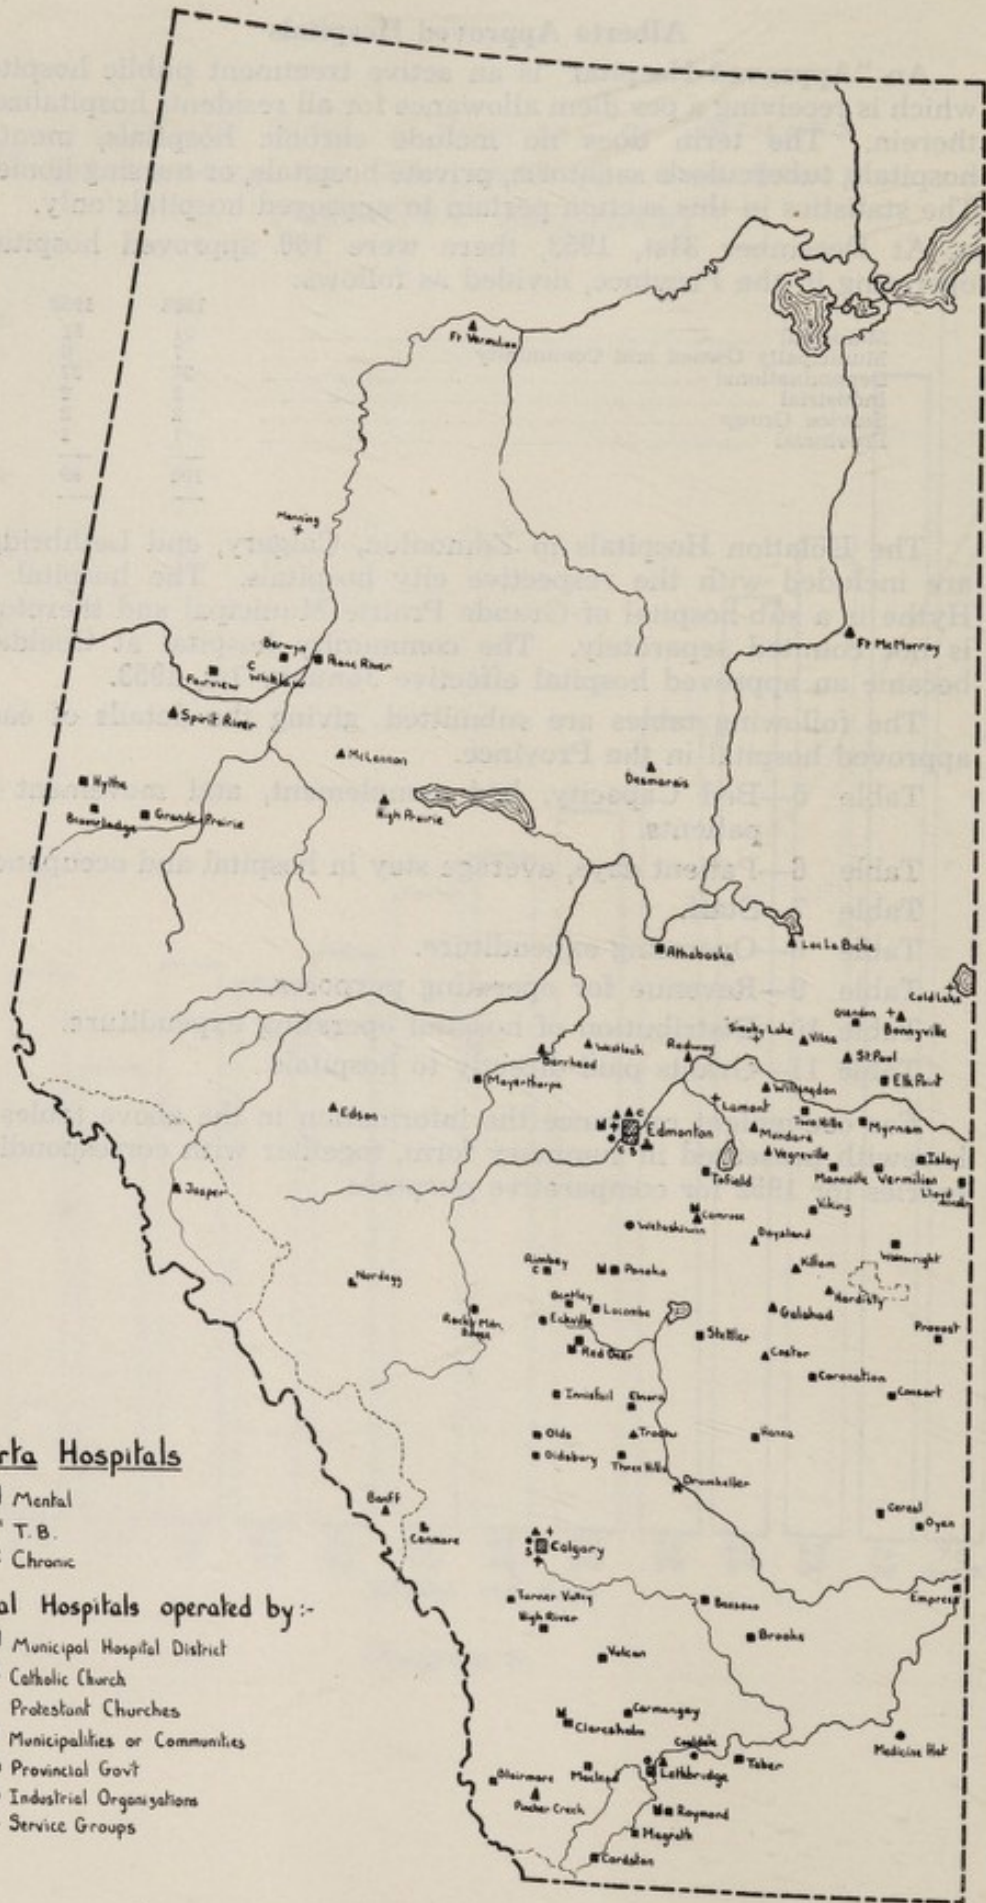 Ft Vermilion
Manning
Ft McMurray
Berwyn
Peace River
C
Whitelaw
Fairview
Spirit River
McLennan
Desmarais
Hythe
High Prairie
Beaverlodge
Grande Prairie
Athabaska
Lac La Biche
Cold Lake
Glendon
Bonnyville
Smoky Lake
Vilna
Westlock
Radway
Barrhead
St. Paul
Mayerthorpe
Willingdon
Elk Point
Edson
Lamont
Two Hills
Myrnam
M
C
Edmonton
C S
Mundare
Vegreville
Islay
Jasper
Tofield
Mannville
Vermilion
Lloydminster
M
Camrose
Viking
Wetaskiwin
Daysland
Wainwright
Rimbey
C
M
Ponoka
Killam
Nordegg
Hardisty
Bentley
Lacombe
Galahad
Rocky Mtn. House
Eckville
Stettler
Provost
Red Deer
Castor
Coronation
Consort
Innisfail
Elnora
Olds
Trochu
Hanna
Didsbury
Three Hills
Drumheller
Banff
Canmore
Cereal
Oyen
S
Calgary
Turner Valley
Bassano
Empress
High River
Brooks
Vulcan
M
Claresholm
Carmangay
Coaldale
Medicine Hat
Blairmore
Macleod
Lethbridge
Taber
Pincher Creek
M
Raymond
Magrath
Cardston
rta Hospitals
Mental
T.B.
Chronic
al Hospitals operated by:-
Municipal Hospital District
Catholic Church
Protestant Churches
Municipalities or Communities
Provincial Govt
Industrial Organizations
Service Groups